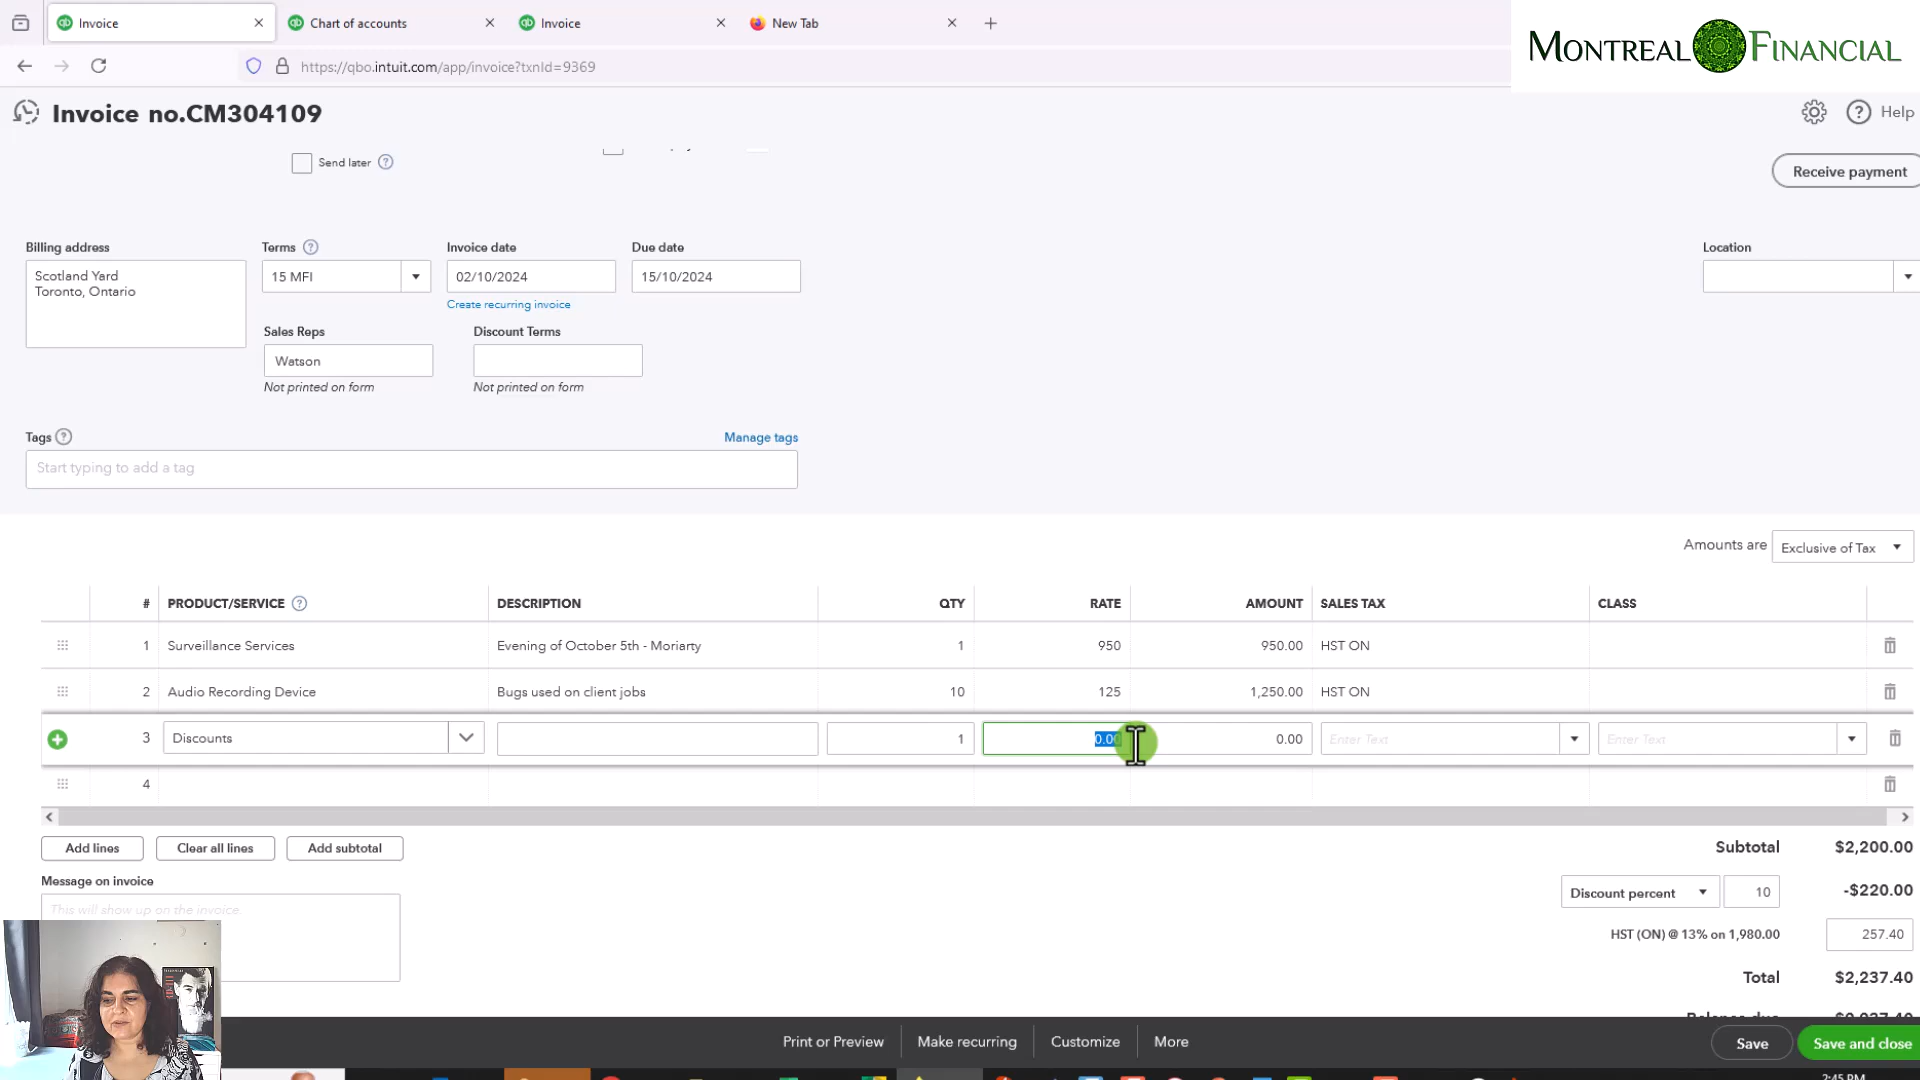 Invoice
Chart of accounts
Invoice
New Tab
MONTREAL FINANCIAL
https://qbo.intuit.com/app/invoice?txnId=9369
Invoice no.CM304109
Help
Send later
Receive payment
Billing address
Terms
Invoice date
Due date
Location
Scotland Yard
Toronto, Ontario
15 MFI
02/10/2024
15/10/2024
Create recurring invoice
Sales Reps
Discount Terms
Watson
Not printed on form
Not printed on form
Tags
Manage tags
Start typing to add a tag
Amounts are
Exclusive of Tax
# PRODUCT/SERVICE DESCRIPTION QTY RATE AMOUNT SALES TAX CLASS
1 Surveillance Services Evening of October 5th - Moriarty 1 950 950.00 HST ON
2 Audio Recording Device Bugs used on client jobs 10 125 1,250.00 HST ON
3 Discounts 1 0.00 0.00 Enter Text Enter Text
4
Add lines
Clear all lines
Add subtotal
Subtotal $2,200.00
Message on invoice
Discount percent 10 -$220.00
This will show up on the invoice.
HST (ON) @ 13% on 1,980.00 257.40
Total $2,237.40
Print or Preview
Make recurring
Customize
More
Save
Save and close